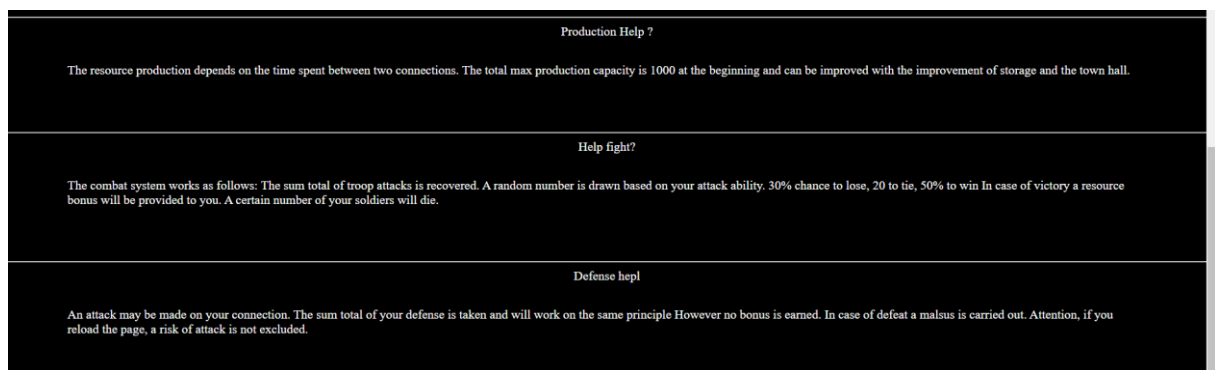 Production Help ?
The resource production depends on the time spent between two connections. The total max production capacity is 1000 at the beginning and can be improved with the improvement of storage and the town hall.
Help fight?
The combat system works as follows: The sum total of troop attacks is recovered. A random number is drawn based on your attack ability. 30% chance to lose, 20 to tie, 50% to win In case of victory a resource
bonus will be provided to you. A certain number of your soldiers will die.
Defense hepl
An attack may be made on your connection. The sum total of your defense is taken and will work on the same principle However no bonus is earned. In case of defeat a malsus is carried out. Attention, if you
reload the page, a risk of attack is not excluded.